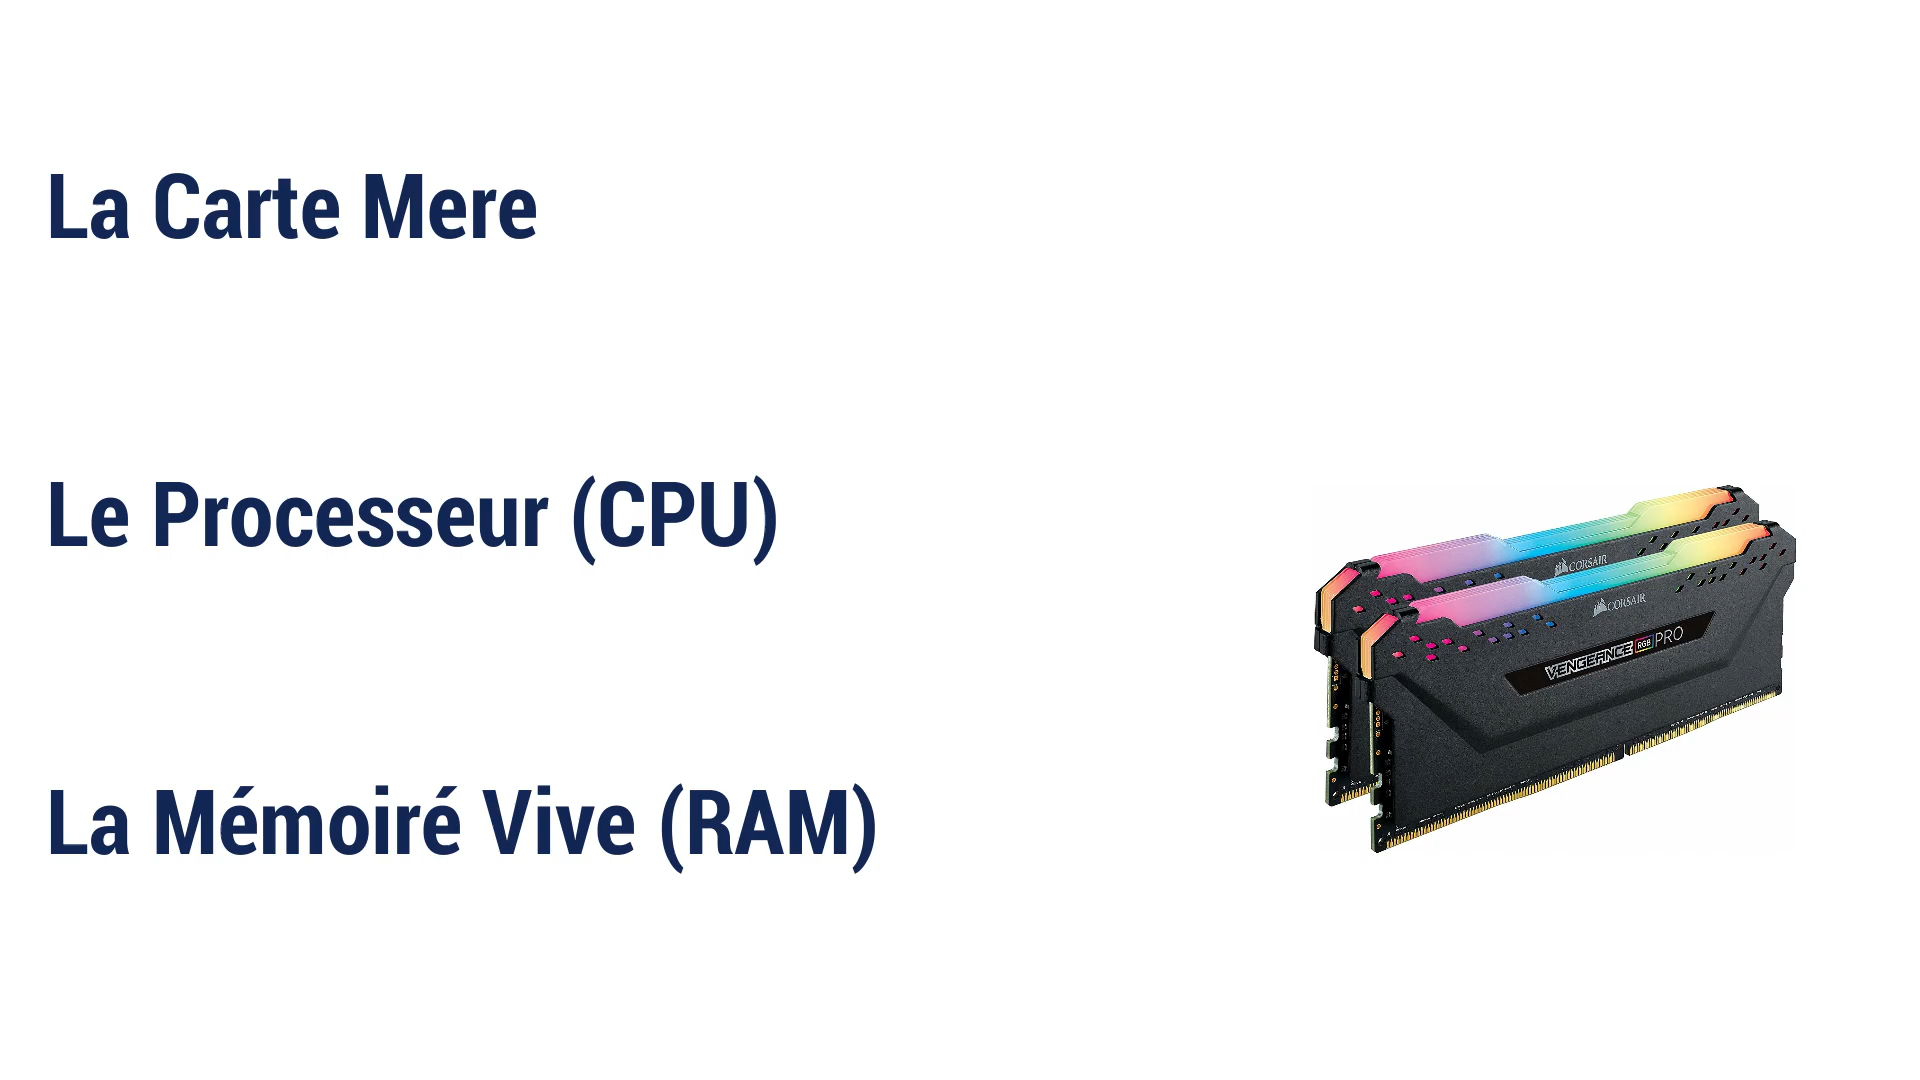 La Carte Mere
Le Processeur (CPU)
La Mémoiré Vive (RAM)
CORSAIR
CORSAIR
VENGEANCE RGB PRO